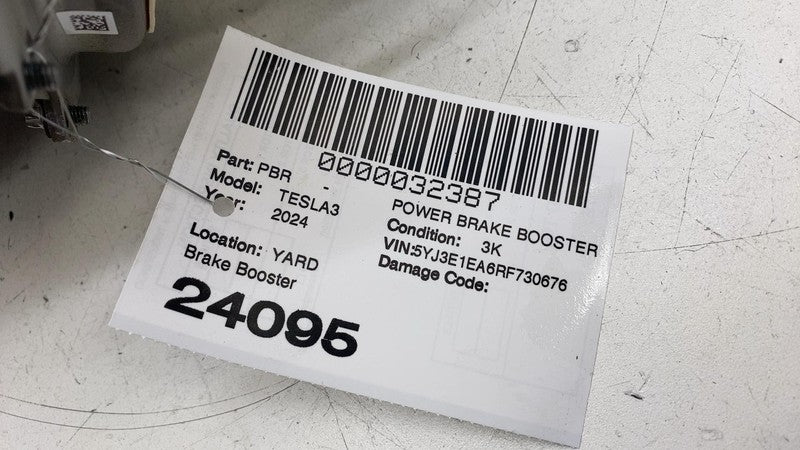 0000032387
Part: PBR - POWER BRAKE BOOSTER
Model: TESLA3 Condition: 3K
Year: 2024 VIN:5YJ3E1EA6RF730676
Location: YARD Damage Code:
Brake Booster
24095